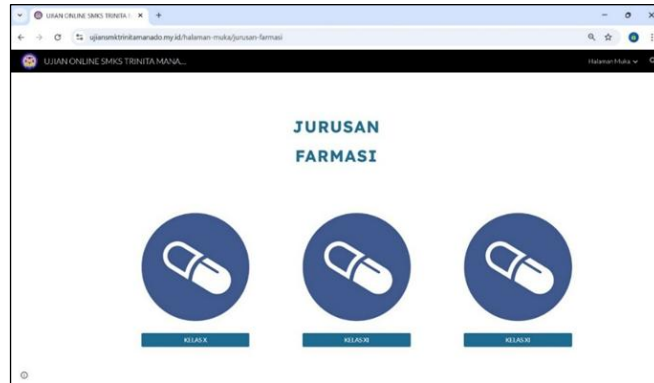 UJIAN ONLINE SMKS TRINITA
ujiansmktrinitamanado.my.id/halaman-muka/jurusan-farmasi
UJIAN ONLINE SMKS TRINITA MANA...
Halaman Muka
JURUSAN
FARMASI
KELAS X
KELAS XI
KELAS XI